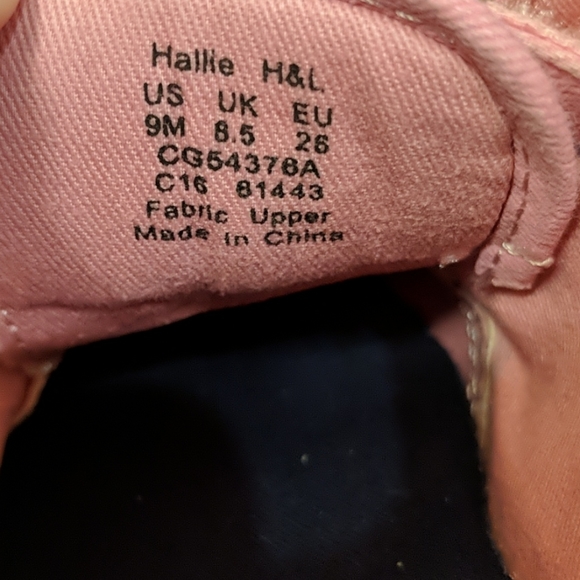 Hallie H&L
US UK EU
9M 8.5 26
CG54376A
C16 81443
Fabric Upper
Made in China